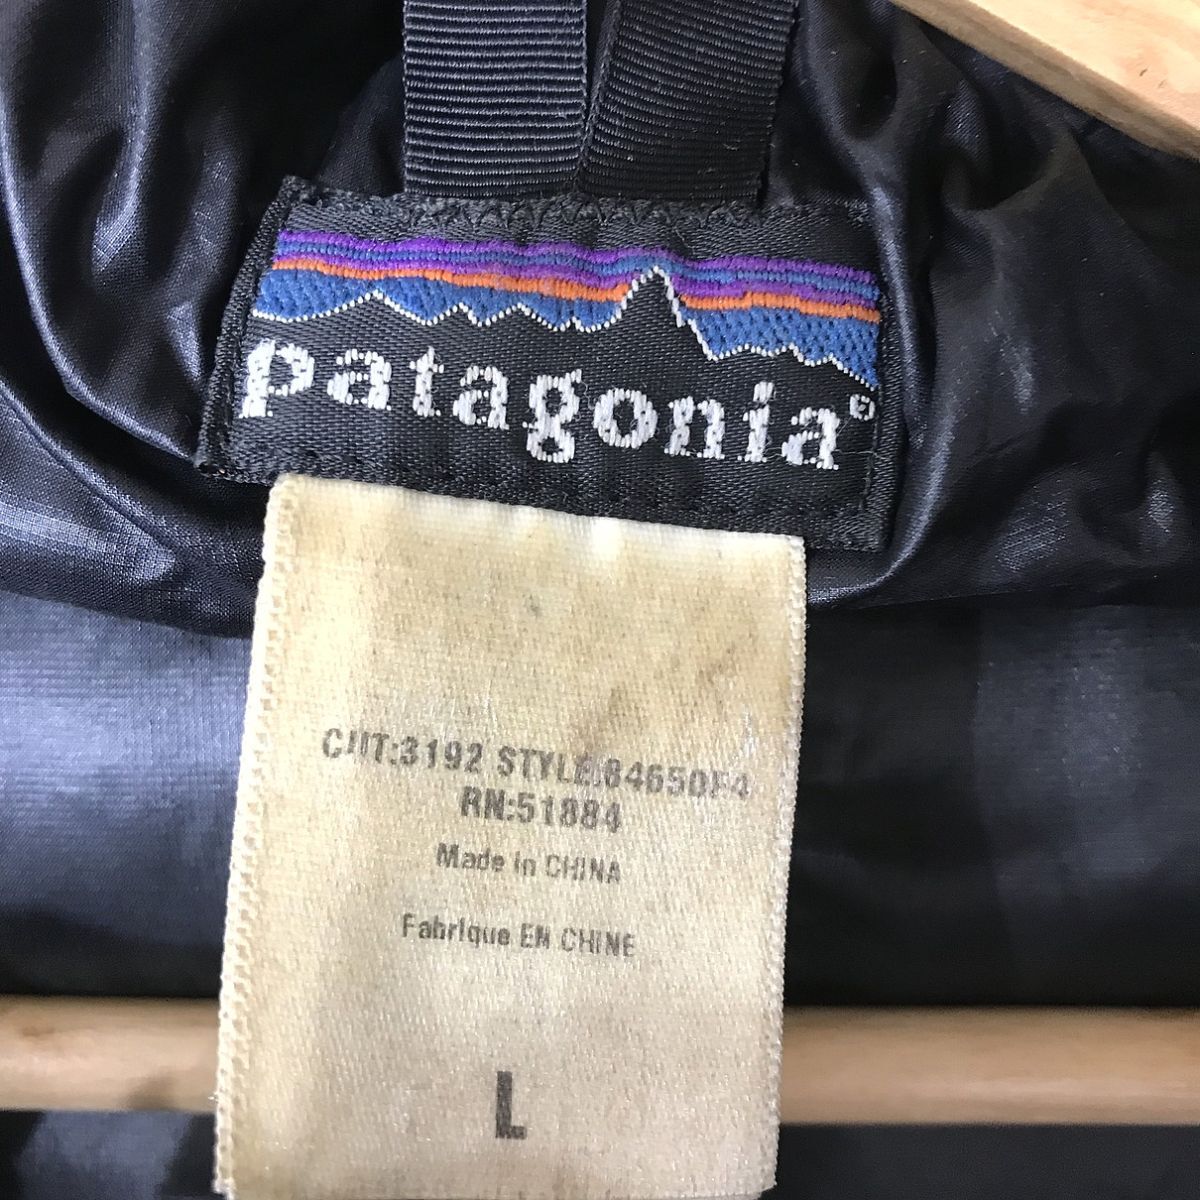 patagonia®
CUT:3192 STYLE:84650F4
RN:51884
Made in CHINA
Fabrique EN CHINE
L